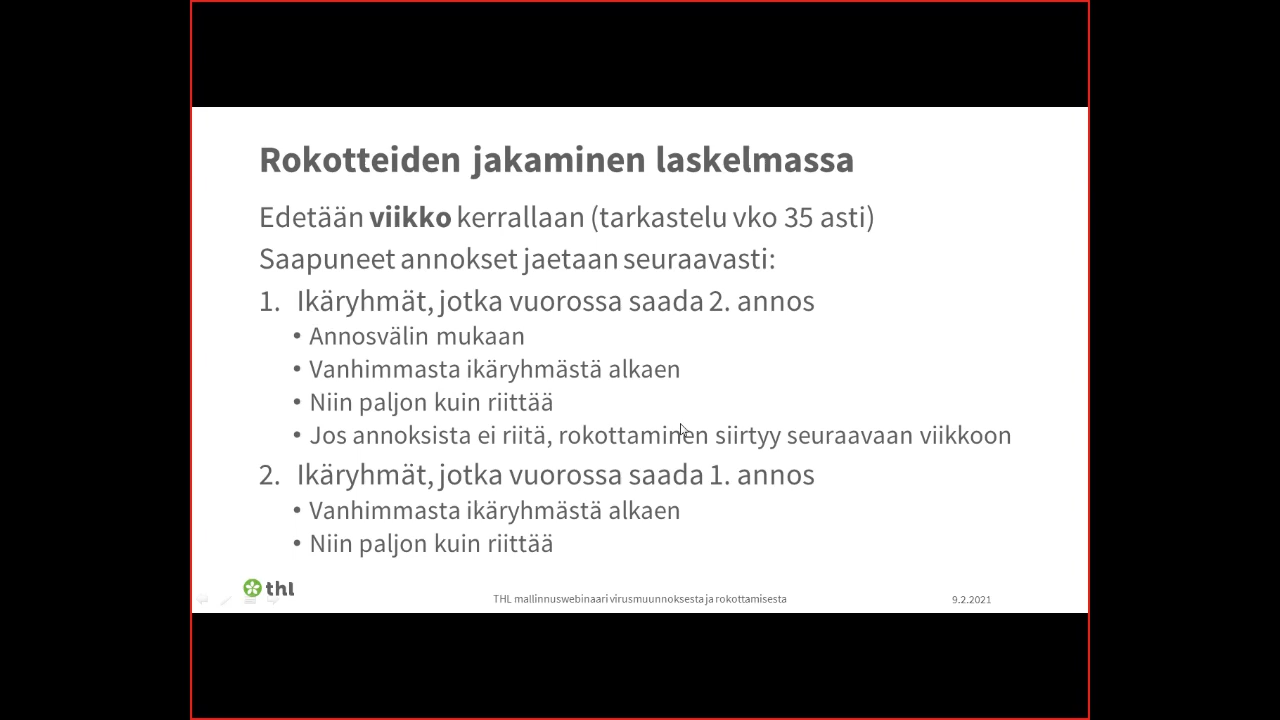 Rokotteiden jakaminen laskelmassa
Edetään viikko kerrallaan (tarkastelu vko 35 asti)
Saapuneet annokset jaetaan seuraavasti:
1. Ikäryhmät, jotka vuorossa saada 2. annos
• Annosvälin mukaan
• Vanhimmasta ikäryhmästä alkaen
• Niin paljon kuin riittää
• Jos annoksista ei riitä, rokottaminen siirtyy seuraavaan viikkoon
2. Ikäryhmät, jotka vuorossa saada 1. annos
• Vanhimmasta ikäryhmästä alkaen
• Niin paljon kuin riittää
thl
THL mallinnuswebinaari virusmuunnoksesta ja rokottamisesta
9.2.2021